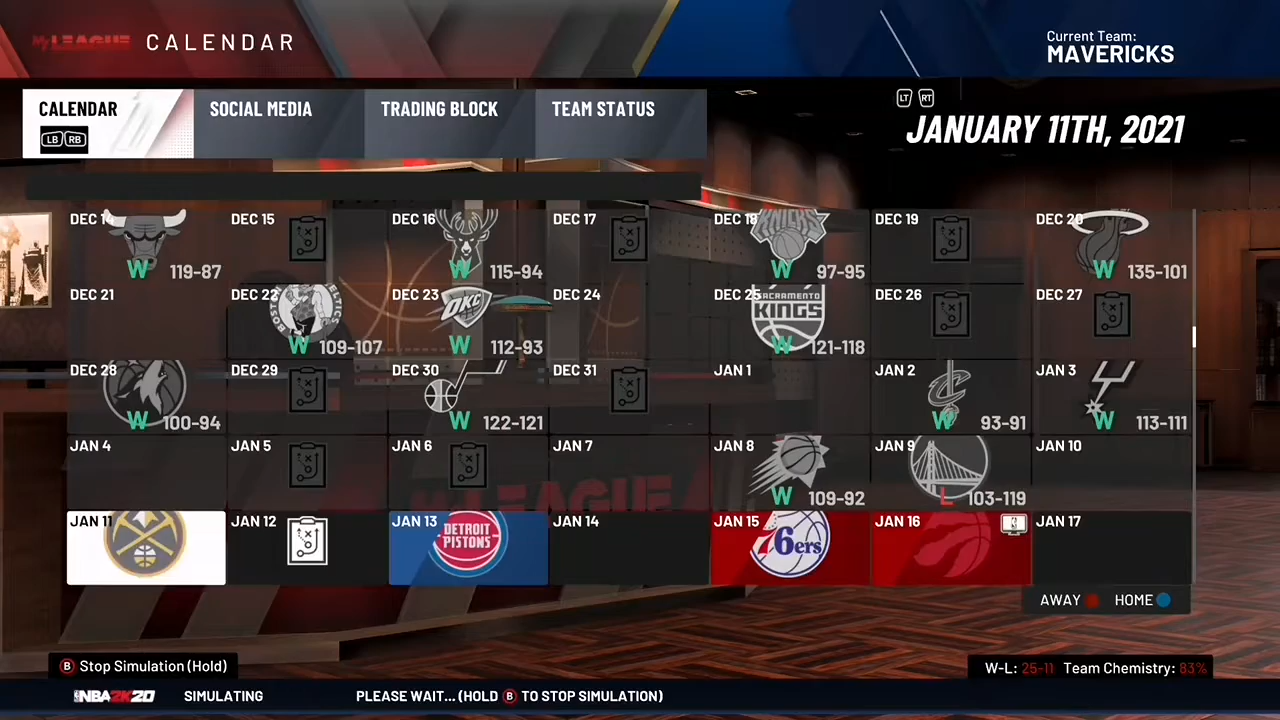 MyLEAGUE CALENDAR
Current Team:
MAVERICKS
CALENDAR SOCIAL MEDIA TRADING BLOCK TEAM STATUS
LB RB
LT RT
JANUARY 11TH, 2021
DEC 14 DEC 15 DEC 16 DEC 17 DEC 18 DEC 19 DEC 20
KNICKS
W 119-87 W 115-94 W 97-95 W 135-101
DEC 21 DEC 22 DEC 23 DEC 24 DEC 25 DEC 26 DEC 27
BOSTON CELTICS OKC SACRAMENTO KINGS
W 109-107 W 112-93 W 121-118
DEC 28 DEC 29 DEC 30 DEC 31 JAN 1 JAN 2 JAN 3
W 100-94 W 122-121 W 93-91 W 113-111
JAN 4 JAN 5 JAN 6 JAN 7 JAN 8 JAN 9 JAN 10
W 109-92 L 103-119
JAN 11 JAN 12 JAN 13 JAN 14 JAN 15 JAN 16 JAN 17
DETROIT PISTONS 76ers
AWAY HOME
B Stop Simulation (Hold)
W-L: 25-11 Team Chemistry: 83%
NBA2K20 SIMULATING PLEASE WAIT... (HOLD B TO STOP SIMULATION)